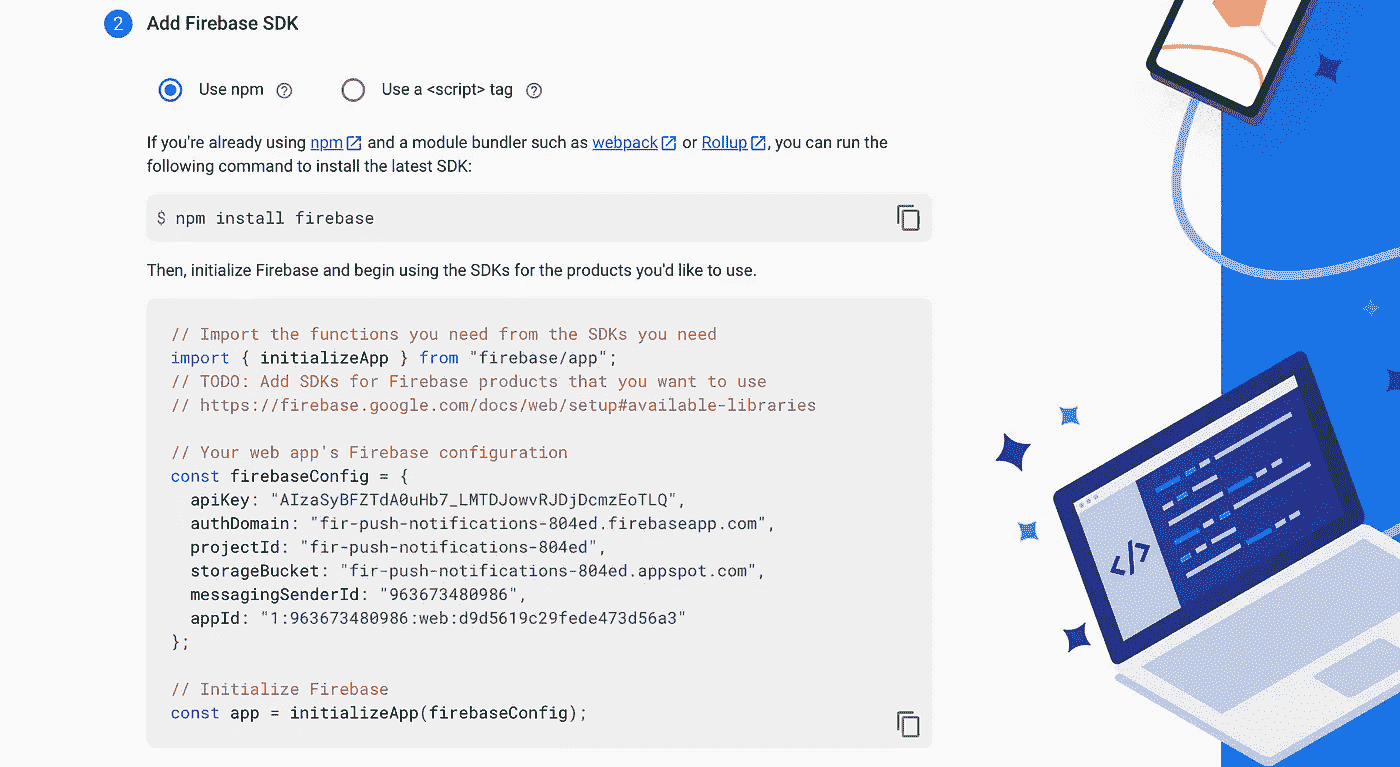 2 Add Firebase SDK
Use npm ? Use a <script> tag ?
If you're already using npm and a module bundler such as webpack or Rollup, you can run the
following command to install the latest SDK:
$ npm install firebase
Then, initialize Firebase and begin using the SDKs for the products you'd like to use.
// Import the functions you need from the SDKs you need
import { initializeApp } from "firebase/app";
// TODO: Add SDKs for Firebase products that you want to use
// https://firebase.google.com/docs/web/setup#available-libraries
// Your web app's Firebase configuration
const firebaseConfig = {
apiKey: "AIzaSyBFZTdA0uHb7_LMTDJowvRJDjDcmzEoTLQ",
authDomain: "fir-push-notifications-804ed.firebaseapp.com",
projectId: "fir-push-notifications-804ed",
storageBucket: "fir-push-notifications-804ed.appspot.com",
messagingSenderId: "963673480986",
appId: "1:963673480986:web:d9d5619c29fede473d56a3"
};
// Initialize Firebase
const app = initializeApp(firebaseConfig);
</>